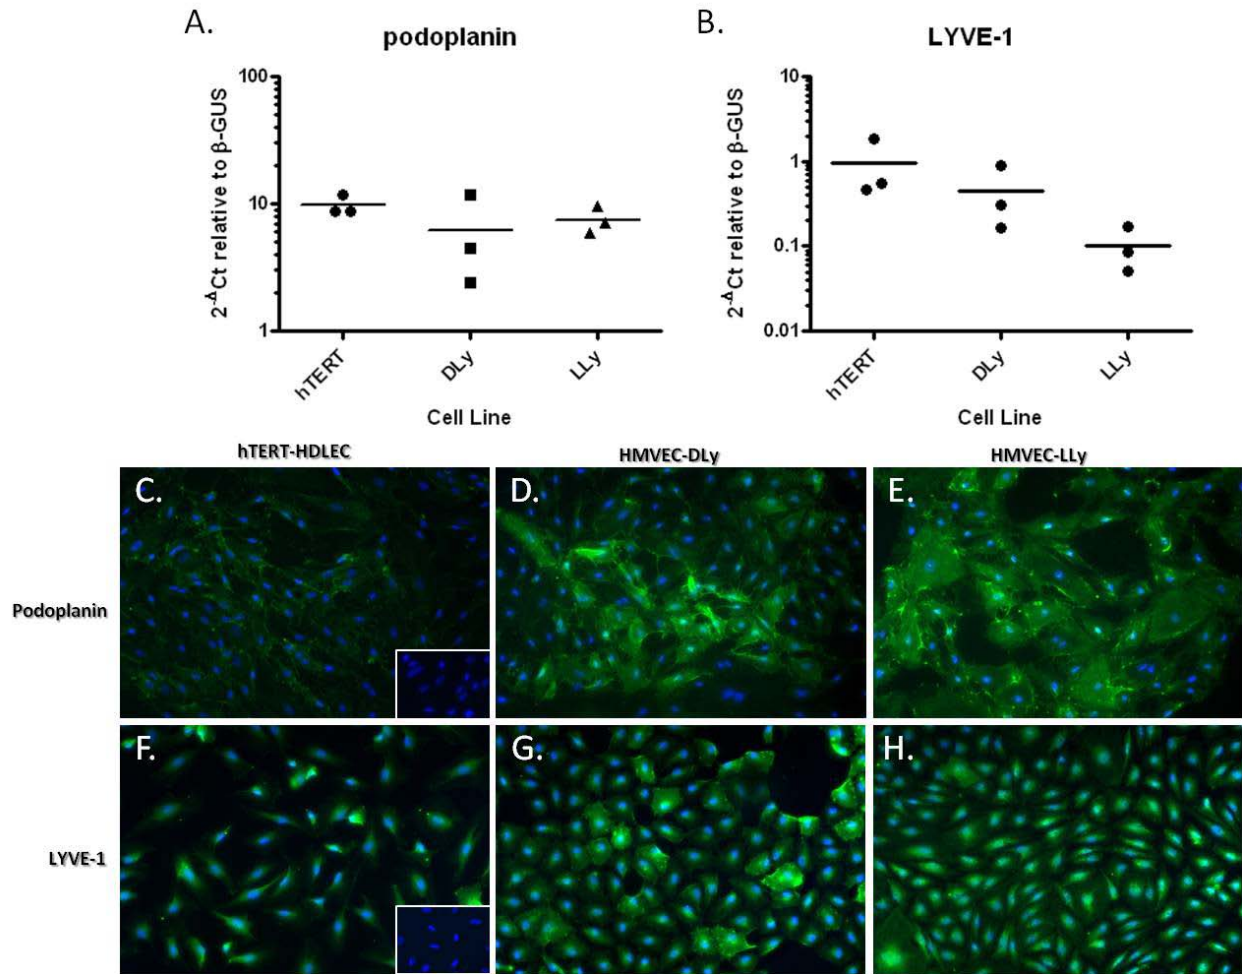 A.
podoplanin
2-ΔCt relative to β-GUS
100
10
1
hTERT
DLy
LLy
Cell Line
B.
LYVE-1
2-ΔCt relative to β-GUS
10
1
0.1
0.01
hTERT
DLy
LLy
Cell Line
hTERT-HDLEC
HMVEC-DLy
HMVEC-LLy
Podoplanin
C.
D.
E.
LYVE-1
F.
G.
H.